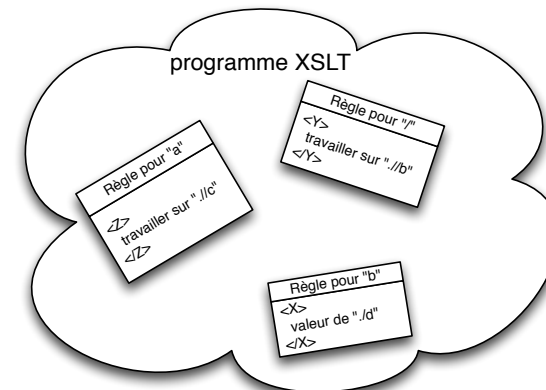 programme XSLT
Règle pour "/"
<Y>
travailler sur ".//b"
</Y>
Règle pour "a"
<Z>
travailler sur ".//c"
</Z>
Règle pour "b"
<X>
valeur de "./d"
</X>